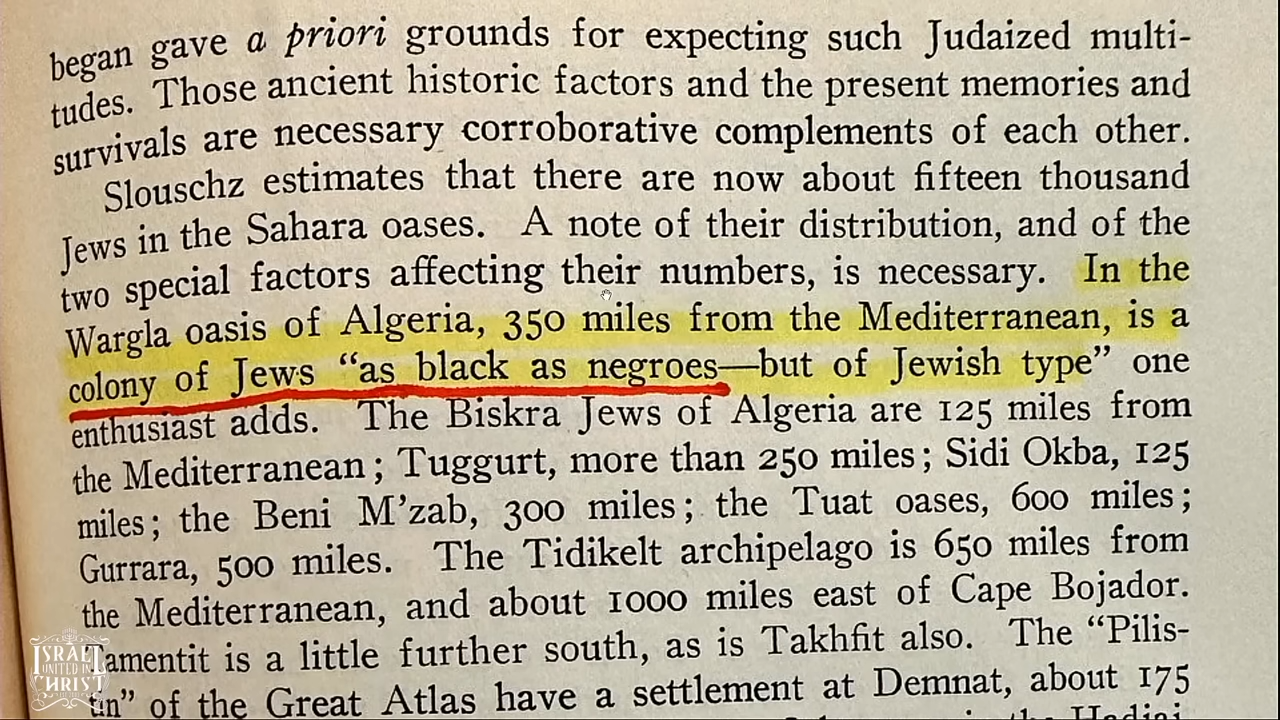 began gave a priori grounds for expecting such Judaized multi-
tudes. Those ancient historic factors and the present memories and
survivals are necessary corroborative complements of each other.
Slouschz estimates that there are now about fifteen thousand
Jews in the Sahara oases. A note of their distribution, and of the
two special factors affecting their numbers, is necessary. In the
Wargla oasis of Algeria, 350 miles from the Mediterranean, is a
colony of Jews “as black as negroes—but of Jewish type” one
enthusiast adds. The Biskra Jews of Algeria are 125 miles from
the Mediterranean; Tuggurt, more than 250 miles; Sidi Okba, 125
miles; the Beni M’zab, 300 miles; the Tuat oases, 600 miles;
Gurrara, 500 miles. The Tidikelt archipelago is 650 miles from
the Mediterranean, and about 1000 miles east of Cape Bojador.
amentit is a little further south, as is Takhfit also. The “Pilis-
of the Great Atlas have a settlement at Demnat, about 175
ISRAEL
UNITED IN
CHRIST